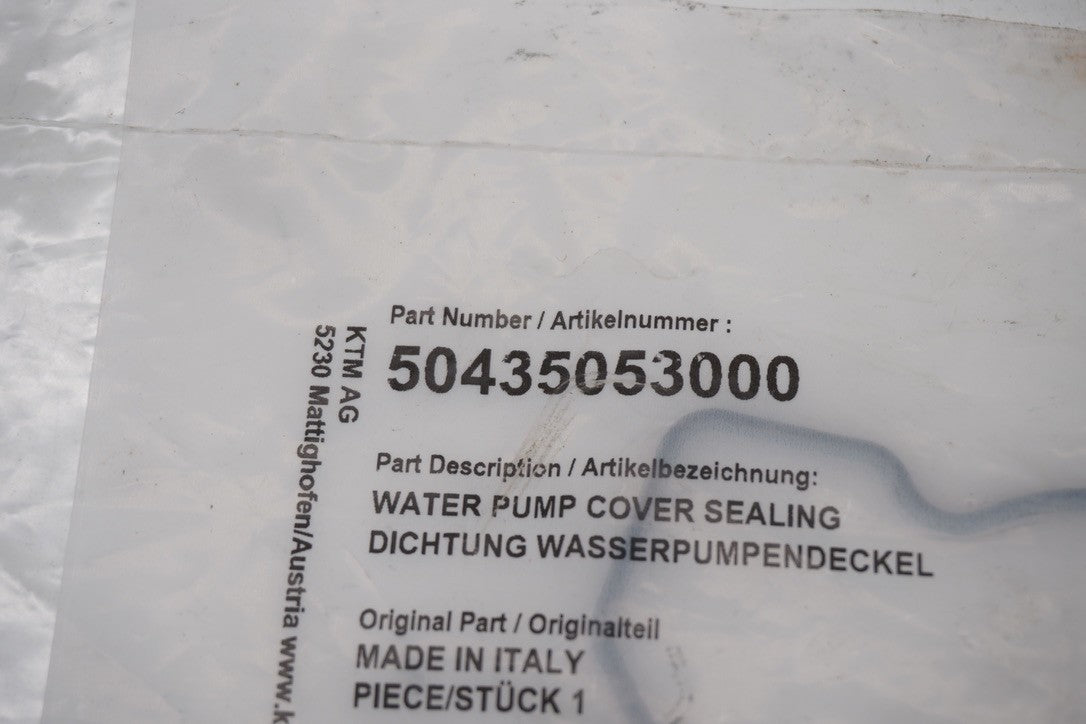 Part Number / Artikelnummer :
50435053000
Part Description / Artikelbezeichnung:
WATER PUMP COVER SEALING
DICHTUNG WASSERPUMPENDECKEL
Original Part / Originalteil
MADE IN ITALY
PIECE/STÜCK 1
KTM AG
5230 Mattighofen/Austria www.k